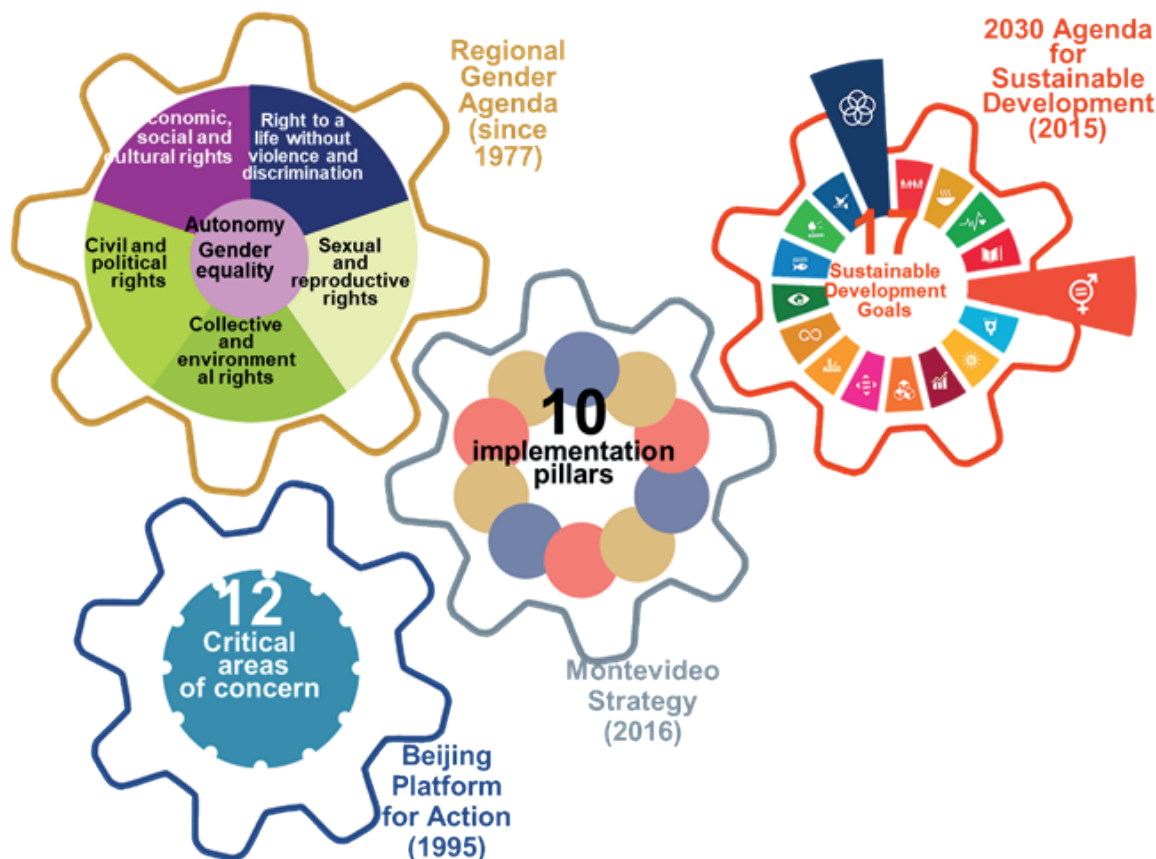 Regional
Gender
Agenda
(since
1977)
conomic,
social and
ultural rights
Right to a
life without
violence and
discrimination
Autonomy
Gender
equality
Civil and
political
rights
Sexual
and
reproductive
rights
Collective
and
environment
al rights
2030 Agenda
for
Sustainable
Development
(2015)
17
Sustainable
Development
Goals
10
implementation
pillars
Montevideo
Strategy
(2016)
12
Critical
areas
of concern
Beijing
Platform
for Action
(1995)